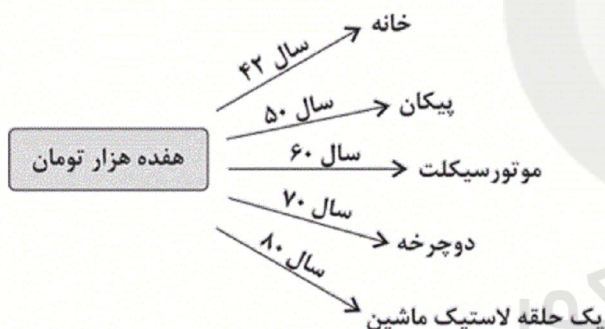 خانه
سال ۴۲
پیکان
سال ۵۰
هفده هزار تومان
سال ۶۰
موتورسیکلت
سال ۷۰
دوچرخه
سال ۸۰
یک حلقه لاستیک ماشین